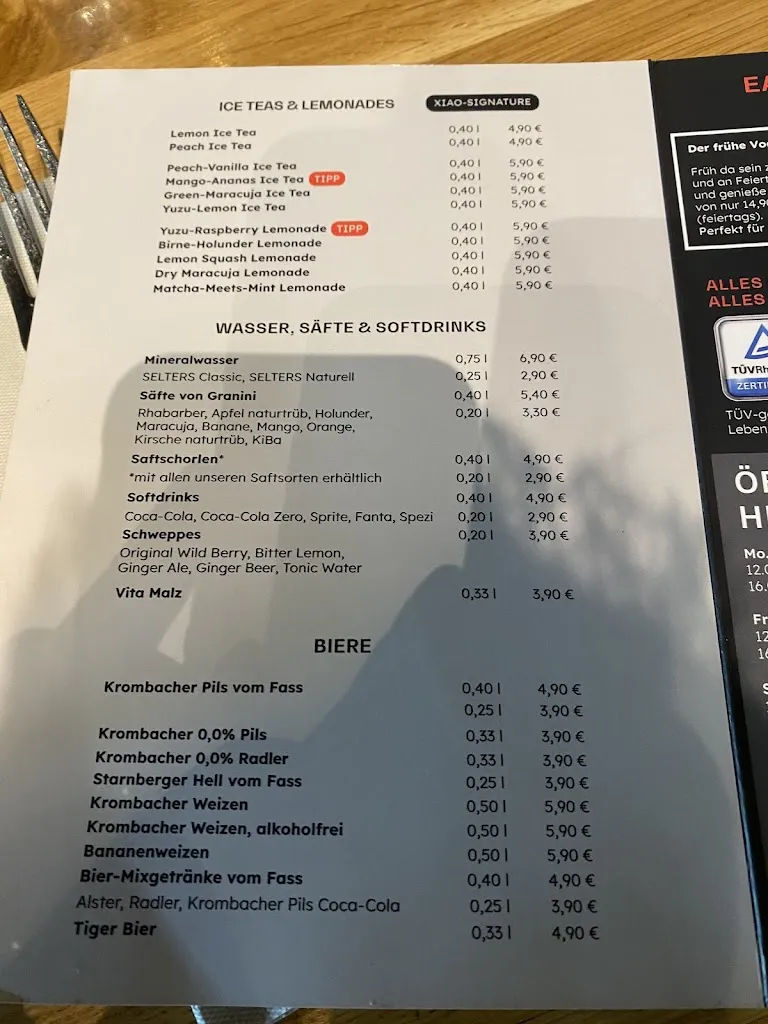 ICE TEAS & LEMONADES XIAO-SIGNATURE
Lemon Ice Tea 0,40 l 4,90 €
Peach Ice Tea 0,40 l 4,90 €
Peach-Vanilla Ice Tea 0,40 l 5,90 €
Mango-Ananas Ice Tea TIPP 0,40 l 5,90 €
Green-Maracuja Ice Tea 0,40 l 5,90 €
Yuzu-Lemon Ice Tea 0,40 l 5,90 €
Yuzu-Raspberry Lemonade TIPP 0,40 l 5,90 €
Birne-Holunder Lemonade 0,40 l 5,90 €
Lemon Squash Lemonade 0,40 l 5,90 €
Dry Maracuja Lemonade 0,40 l 5,90 €
Matcha-Meets-Mint Lemonade 0,40 l 5,90 €
WASSER, SÄFTE & SOFTDRINKS
Mineralwasser 0,75 l 6,90 €
SELTERS Classic, SELTERS Naturell 0,25 l 2,90 €
Säfte von Granini 0,40 l 5,40 €
Rhabarber, Apfel naturtrüb, Holunder, 0,20 l 3,30 €
Maracuja, Banane, Mango, Orange,
Kirsche naturtrüb, KiBa
Saftschorlen* 0,40 l 4,90 €
*mit allen unseren Saftsorten erhältlich 0,20 l 2,90 €
Softdrinks 0,40 l 4,90 €
Coca-Cola, Coca-Cola Zero, Sprite, Fanta, Spezi 0,20 l 2,90 €
Schweppes 0,20 l 3,90 €
Original Wild Berry, Bitter Lemon,
Ginger Ale, Ginger Beer, Tonic Water
Vita Malz 0,33 l 3,90 €
BIERE
Krombacher Pils vom Fass 0,40 l 4,90 €
0,25 l 3,90 €
Krombacher 0,0% Pils 0,33 l 3,90 €
Krombacher 0,0% Radler 0,33 l 3,90 €
Starnberger Hell vom Fass 0,25 l 3,90 €
Krombacher Weizen 0,50 l 5,90 €
Krombacher Weizen, alkoholfrei 0,50 l 5,90 €
Bananenweizen 0,50 l 5,90 €
Bier-Mixgetränke vom Fass 0,40 l 4,90 €
Alster, Radler, Krombacher Pils Coca-Cola 0,25 l 3,90 €
Tiger Bier 0,33 l 4,90 €
Der frühe Vo
Früh da sein
und an Feiert
und genieße
von nur 14,90
(feiertags).
Perfekt für
ALLES
ALLES
TÜVRh
ZERTI
TÜV-ge
Leben
Mo.
12.0
16.
Fr
12
16